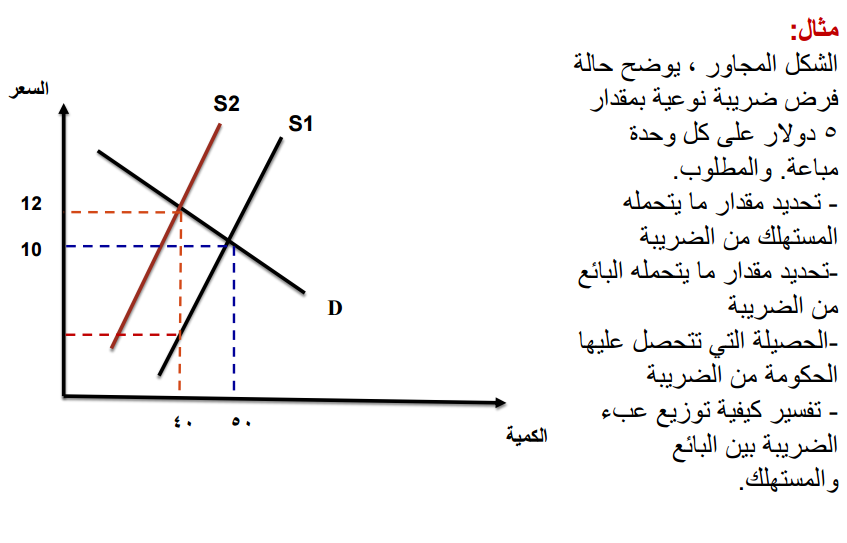 مثال:
الشكل المجاور ، يوضح حالة
فرض ضريبة نوعية بمقدار
٥ دولار على كل وحدة
مباعة. والمطلوب.
- تحديد مقدار ما يتحمله
المستهلك من الضريبة
-تحديد مقدار ما يتحمله البائع
من الضريبة
-الحصيلة التي تتحصل عليها
الحكومة من الضريبة
- تفسير كيفية توزيع عبء
الضريبة بين البائع
والمستهلك.
السعر
S2
S1
12
10
D
٤٠
٥٠
الكمية